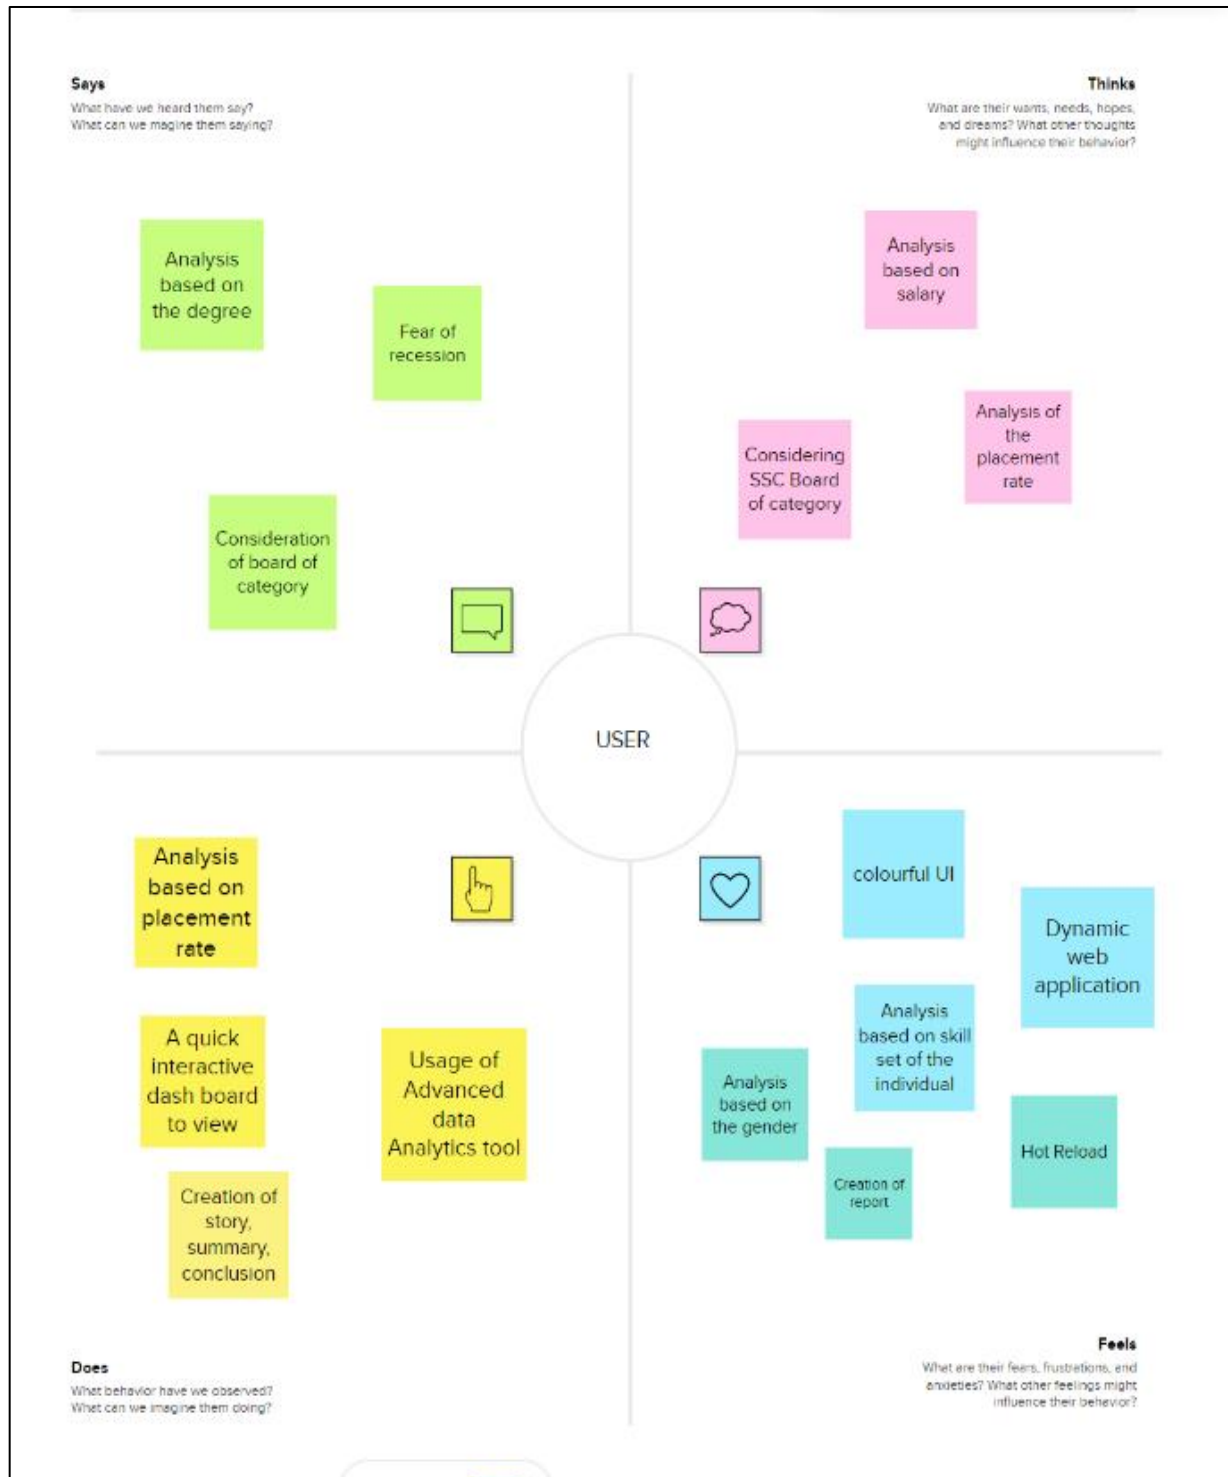 Says
What have we heard them say?
What can we magine them saying?
Thinks
What are their wants, needs, hopes,
and dreams? What other thoughts
might influence their behavior?
Analysis
based on
the degree
Fear of
recession
Consideration
of board of
category
Analysis
based on
salary
Analysis of
the
placement
rate
Considering
SSC Board
of category
USER
Analysis
based on
placement
rate
A quick
interactive
dash board
to view
Usage of
Advanced
data
Analytics tool
Creation of
story,
summary,
conclusion
colourful UI
Dynamic
web
application
Analysis
based on skill
set of the
individual
Analysis
based on
the gender
Hot Reload
Creation of
report
Does
What behavior have we observed?
What can we imagine them doing?
Feels
What are their fears, frustrations, and
anxieties? What other feelings might
influence their behavior?